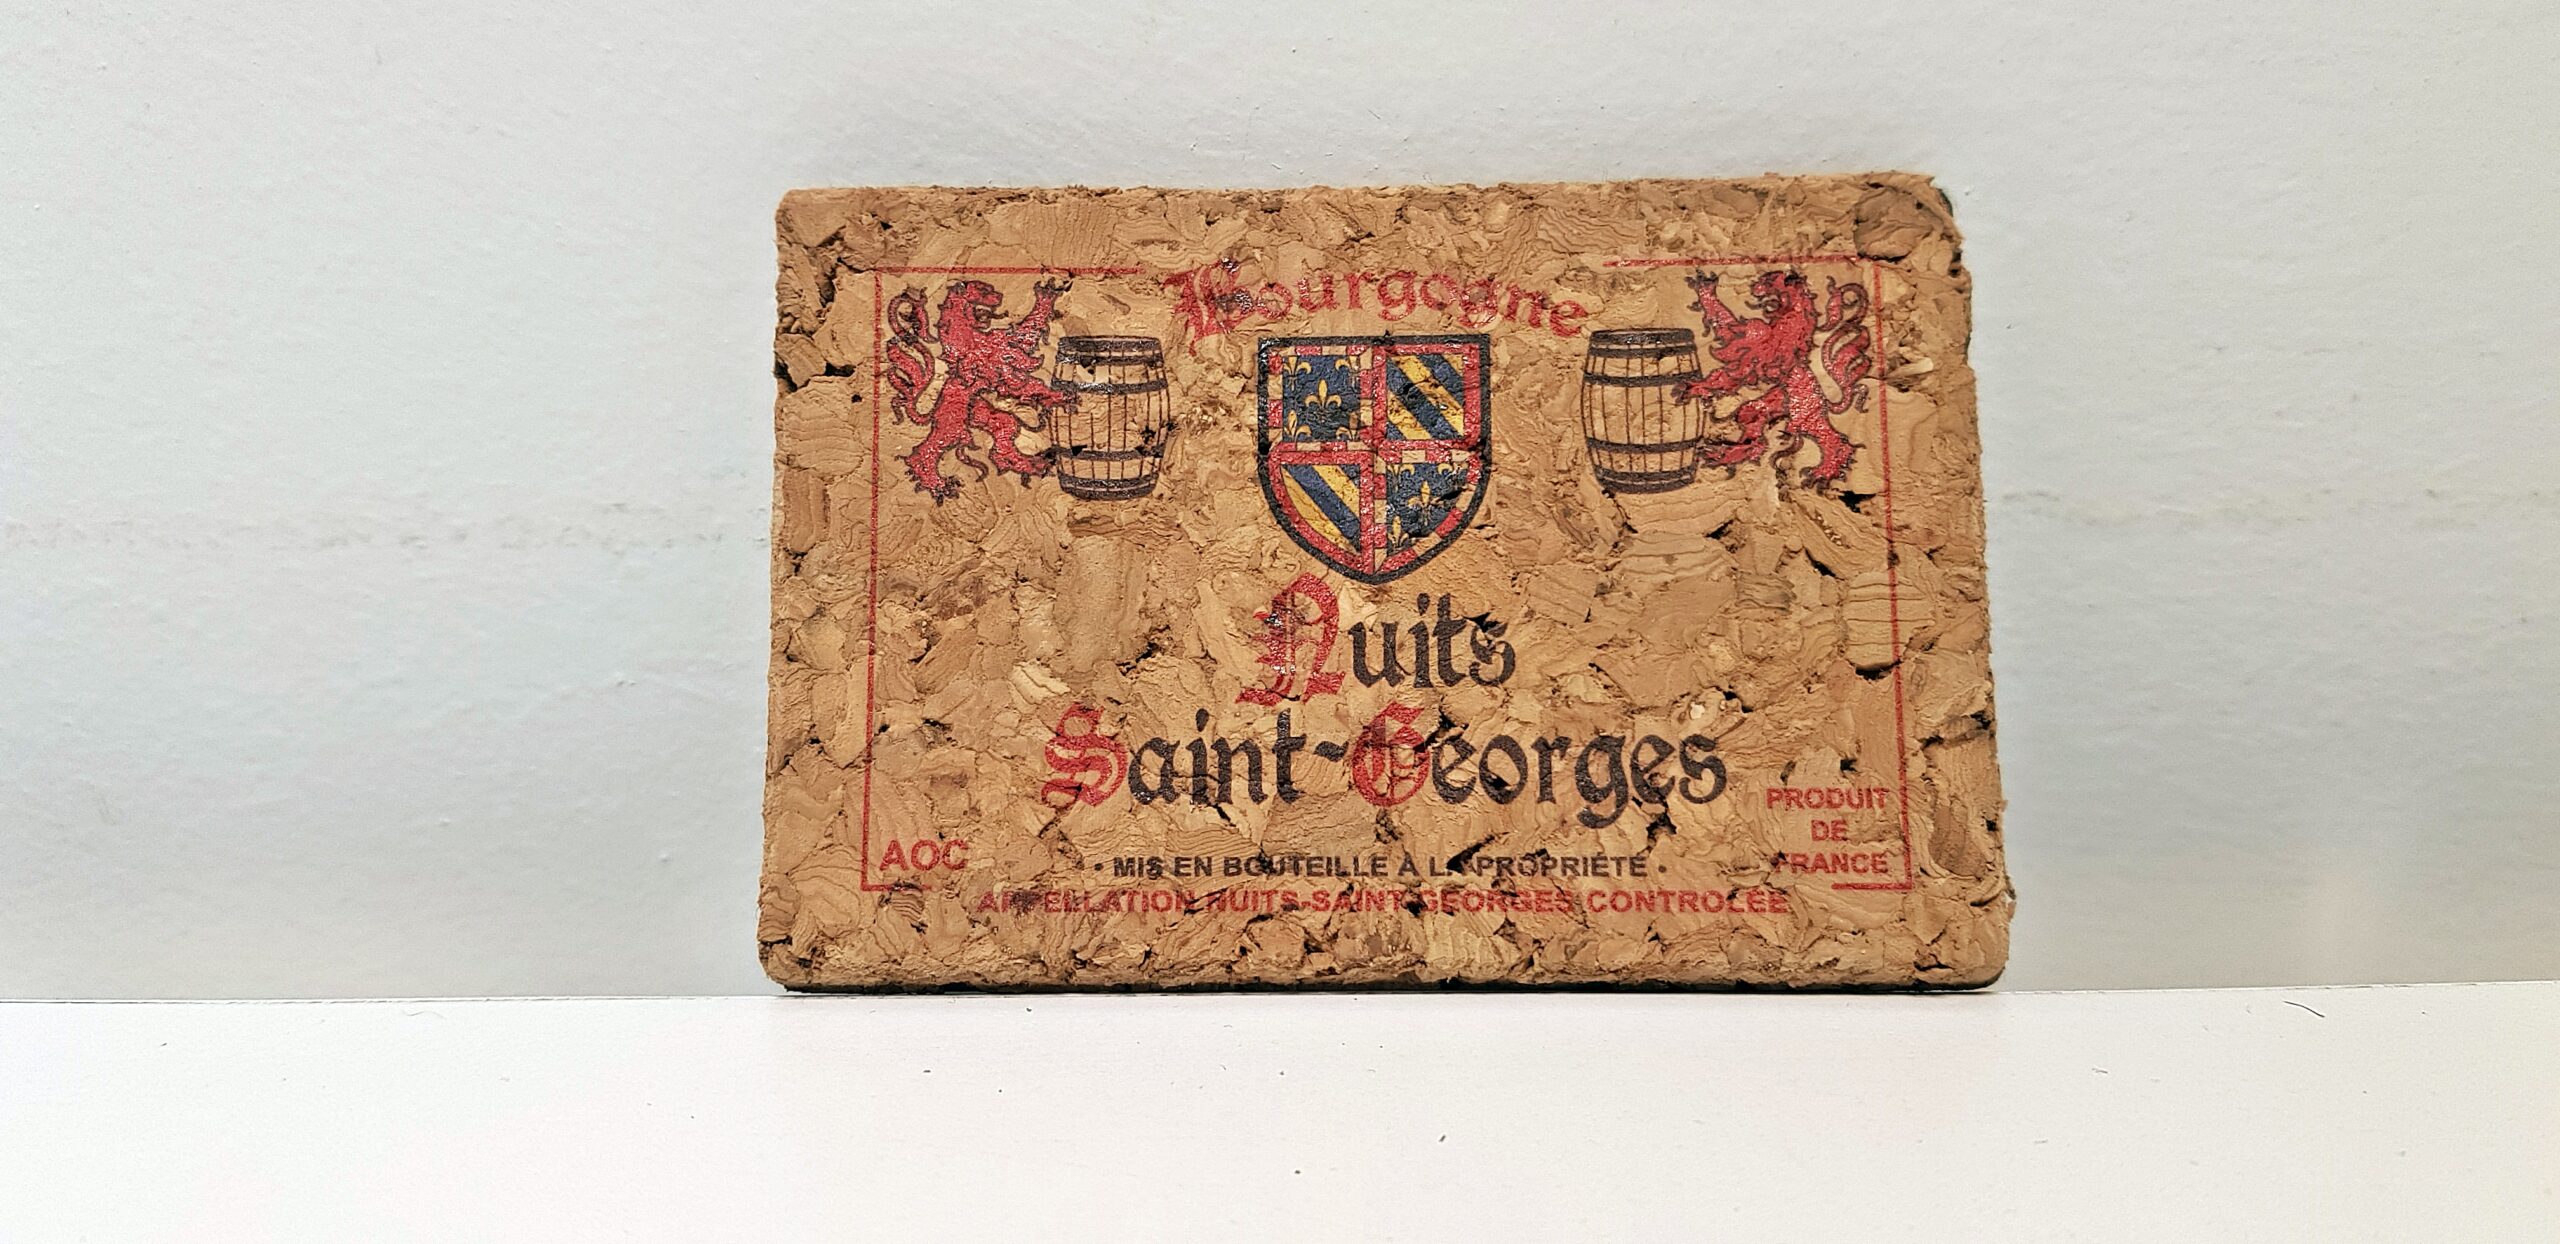 Bourgogne
Nuits
Saint-Georges
PRODUIT
DE
FRANCE
AOC
• MIS EN BOUTEILLE À LA PROPRIÉTÉ •
APPELLATION NUITS-SAINT-GEORGES CONTROLÉE